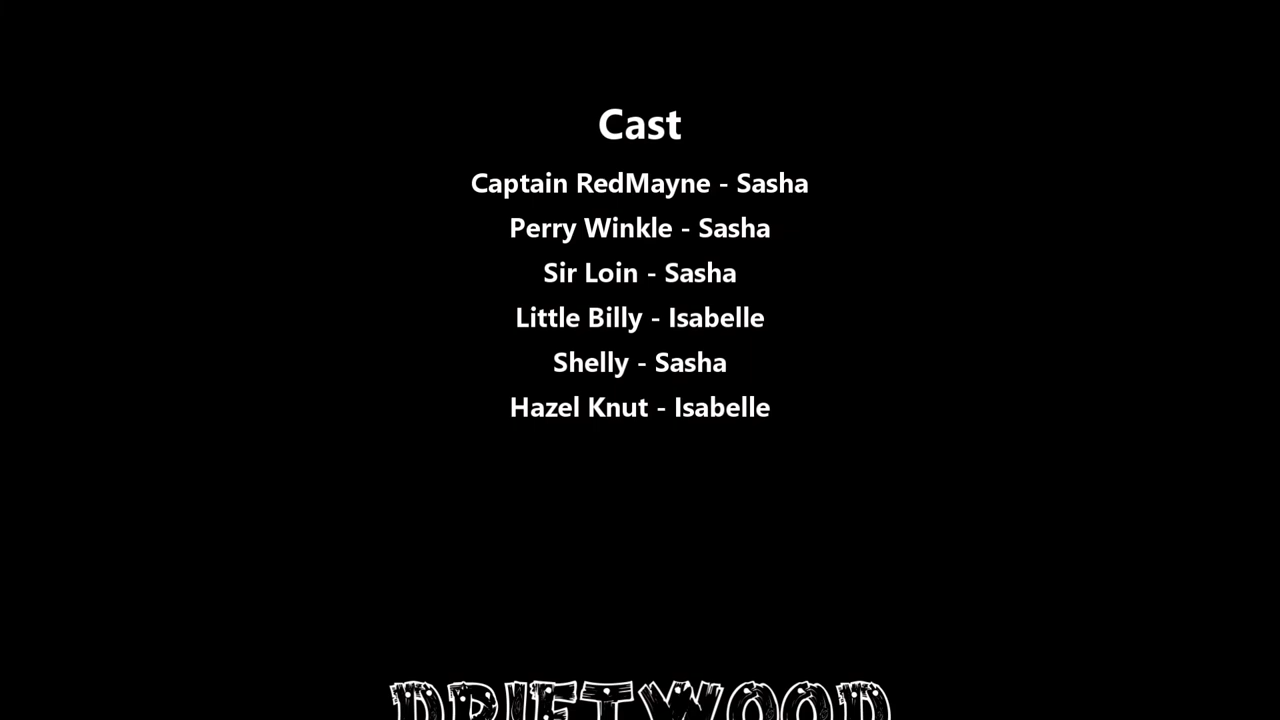 Cast
Captain RedMayne - Sasha
Perry Winkle - Sasha
Sir Loin - Sasha
Little Billy - Isabelle
Shelly - Sasha
Hazel Knut - Isabelle
DRIFTWOOD